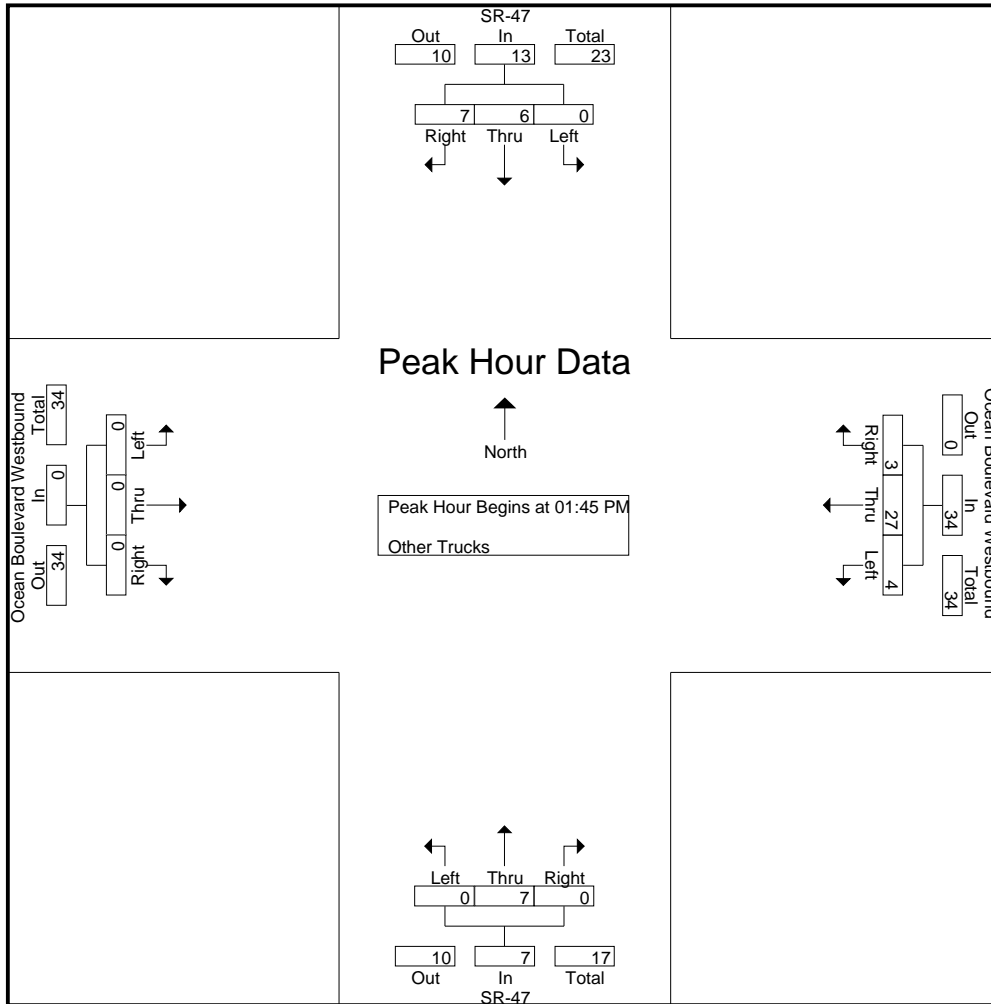 SR-47
Out In Total
10 13 23
7 6 0
Right Thru Left
Peak Hour Data
North
Peak Hour Begins at 01:45 PM
Other Trucks
Ocean Boulevard Westbound
Total In Out
34 0 34
0 0 0
Left Thru Right
Right Thru Left
3 27 4
Out In Total
0 34 34
Ocean Boulevard Westbound
Left Thru Right
0 7 0
10 7 17
Out In Total
SR-47